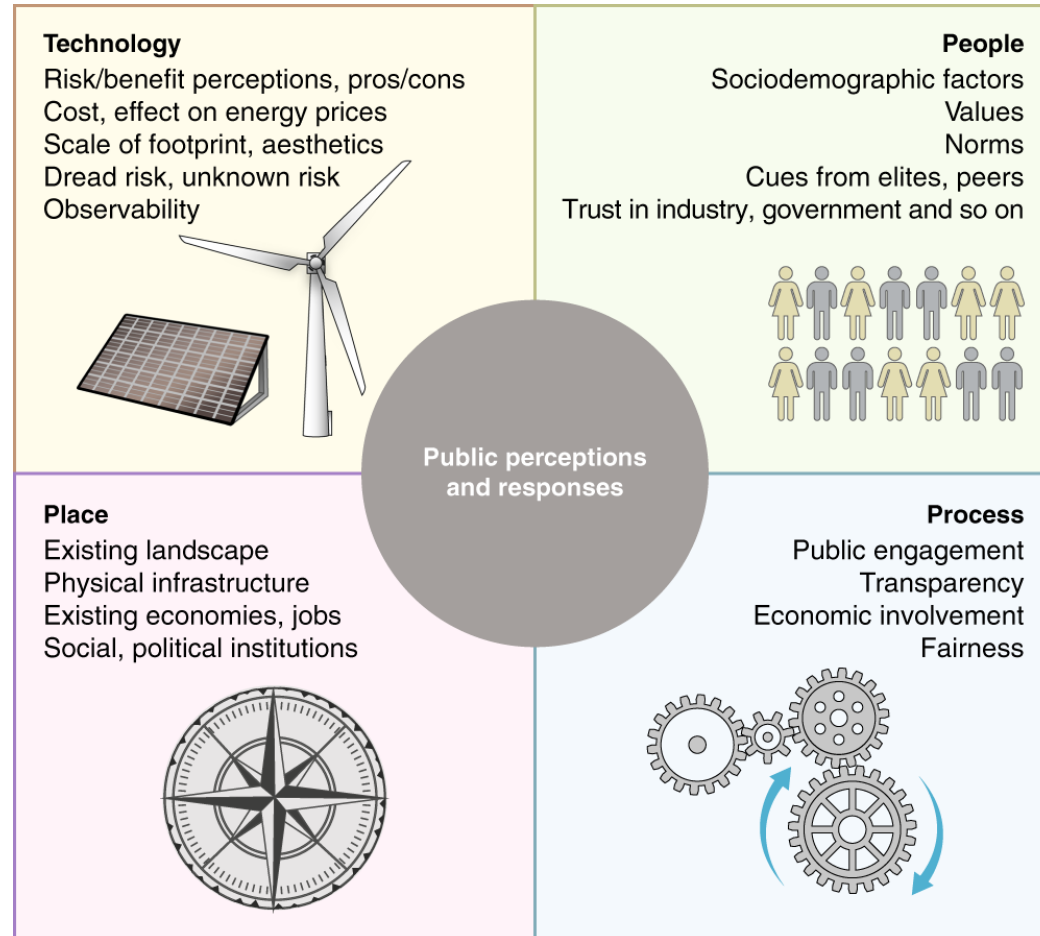 Technology
Risk/benefit perceptions, pros/cons
Cost, effect on energy prices
Scale of footprint, aesthetics
Dread risk, unknown risk
Observability
People
Sociodemographic factors
Values
Norms
Cues from elites, peers
Trust in industry, government and so on
Public perceptions
and responses
Place
Existing landscape
Physical infrastructure
Existing economies, jobs
Social, political institutions
Process
Public engagement
Transparency
Economic involvement
Fairness